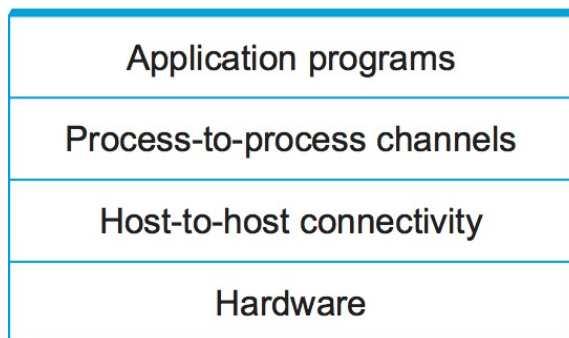 Application programs
Process-to-process channels
Host-to-host connectivity
Hardware